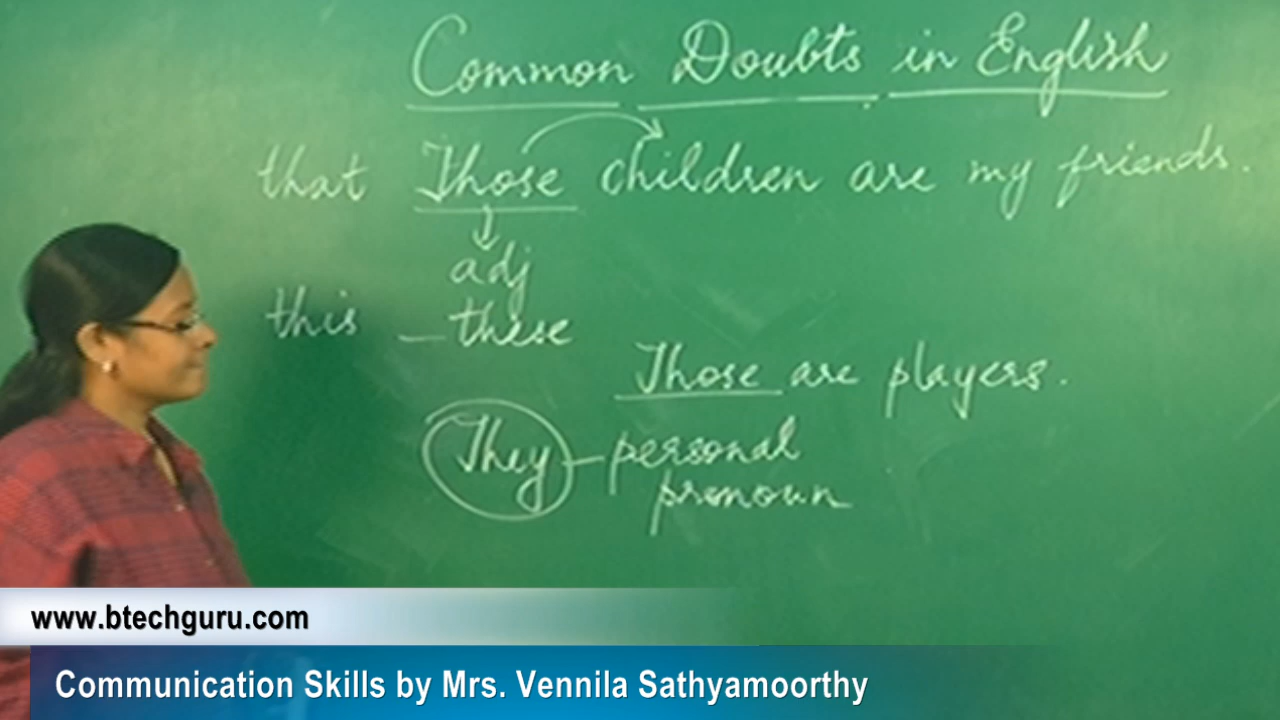 Common Doubts in English
that Those children are my friends.
adj
this — these
Those are players.
They — personal
pronoun
www.btechguru.com
Communication Skills by Mrs. Vennila Sathyamoorthy